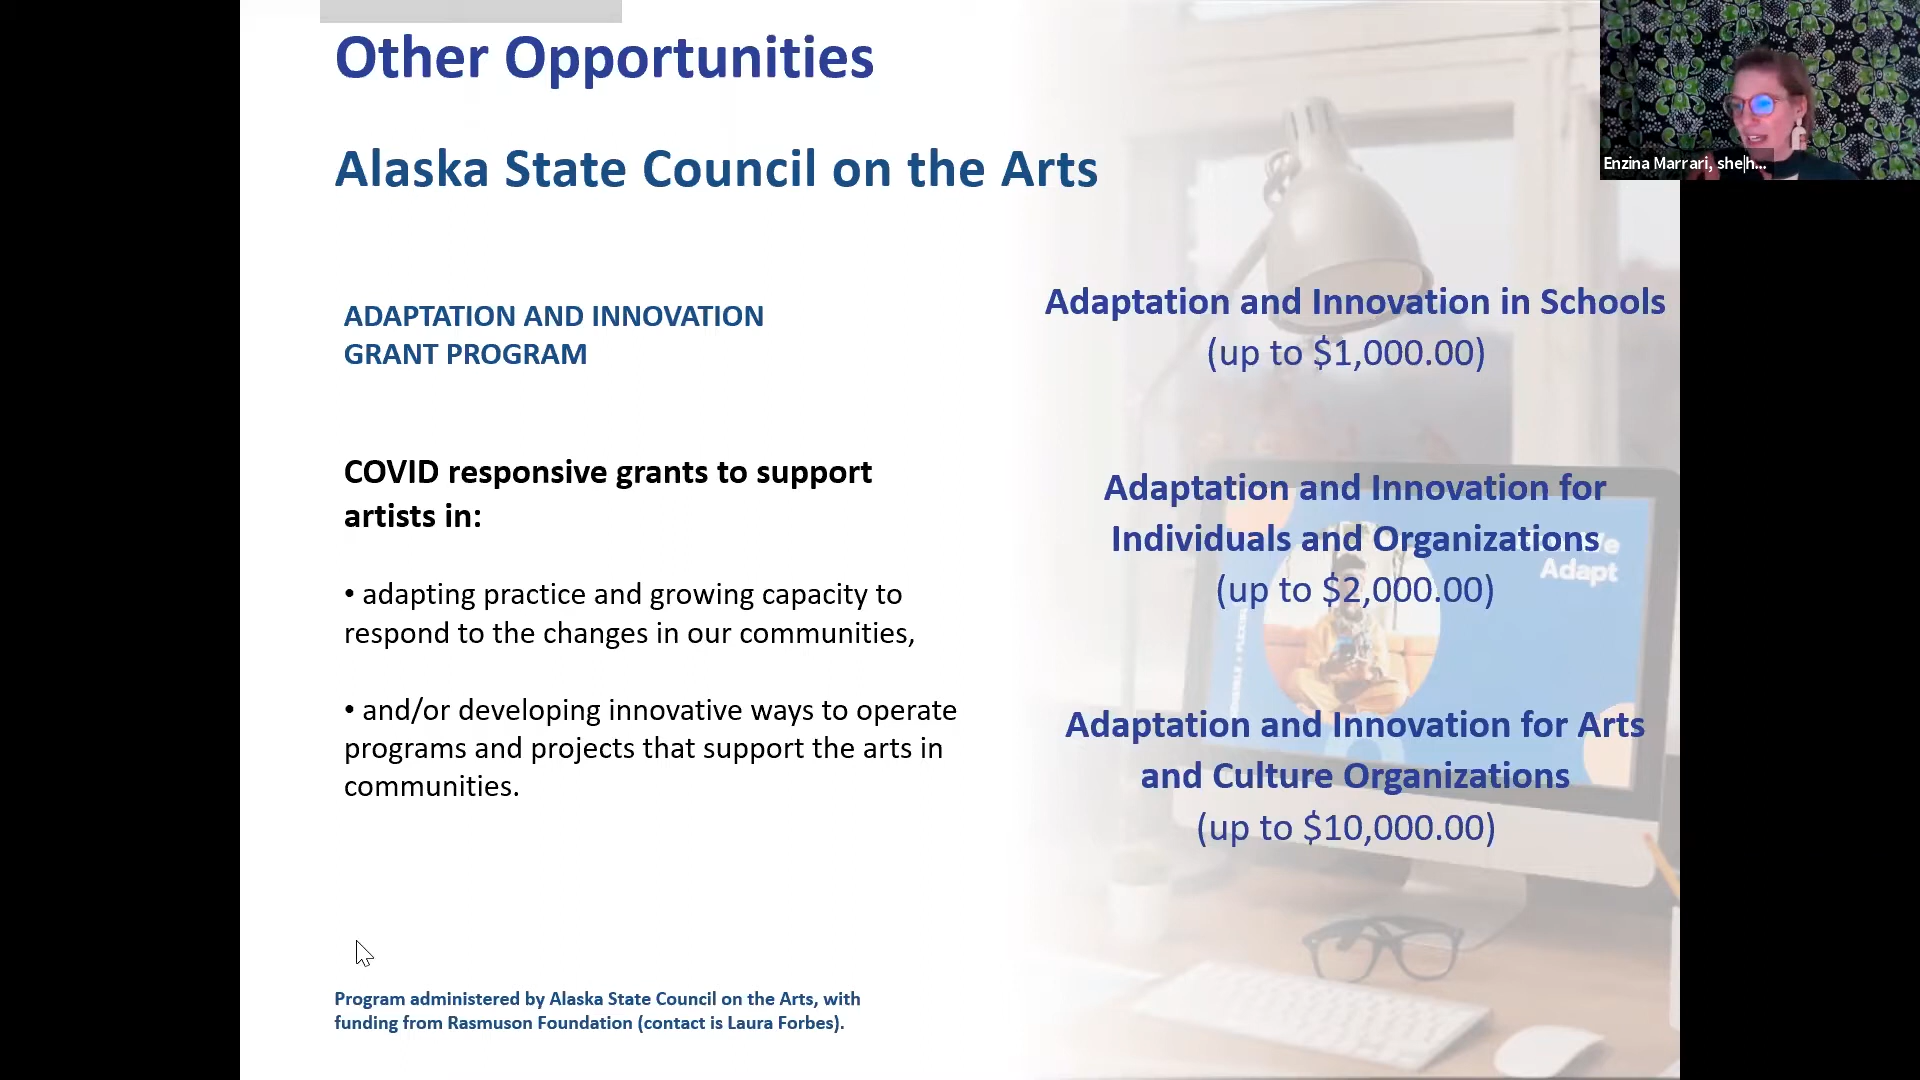 Other Opportunities
Alaska State Council on the Arts
ADAPTATION AND INNOVATION
GRANT PROGRAM
COVID responsive grants to support
artists in:
• adapting practice and growing capacity to
respond to the changes in our communities,
• and/or developing innovative ways to operate
programs and projects that support the arts in
communities.
Program administered by Alaska State Council on the Arts, with
funding from Rasmuson Foundation (contact is Laura Forbes).
Adaptation and Innovation in Schools
(up to $1,000.00)
Adaptation and Innovation for
Individuals and Organizations
(up to $2,000.00)
Adapt
Adaptation and Innovation for Arts
and Culture Organizations
(up to $10,000.00)
Enzina Marrari, she|h...